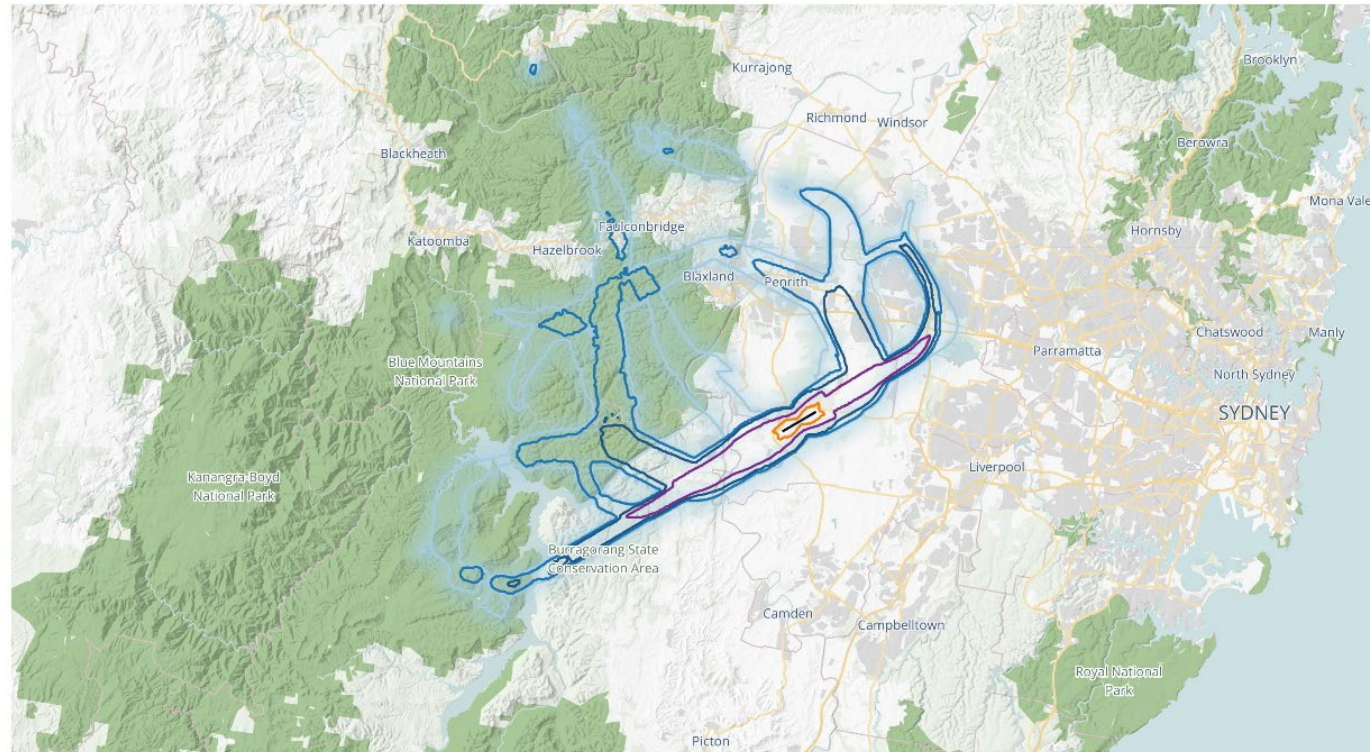 Brooklyn
Kurrajong
Richmond
Windsor
Berowra
Blackheath
Mona Vale
Faulconbridge
Hornsby
Katoomba
Hazelbrook
Blaxland
Penrith
Chatswood
Manly
Parramatta
Blue Mountains
National Park
North Sydney
SYDNEY
Liverpool
Kanangra-Boyd
National Park
Burragorang State
Conservation Area
Camden
Campbelltown
Royal National
Park
Picton